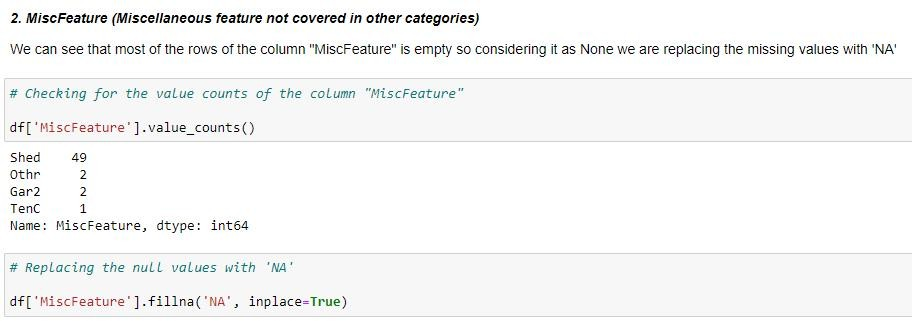 2. MiscFeature (Miscellaneous feature not covered in other categories)
We can see that most of the rows of the column "MiscFeature" is empty so considering it as None we are replacing the missing values with 'NA'
# Checking for the value counts of the column "MiscFeature"
df['MiscFeature'].value_counts()
Shed    49
Othr     2
Gar2     2
TenC     1
Name: MiscFeature, dtype: int64
# Replacing the null values with 'NA'
df['MiscFeature'].fillna('NA', inplace=True)